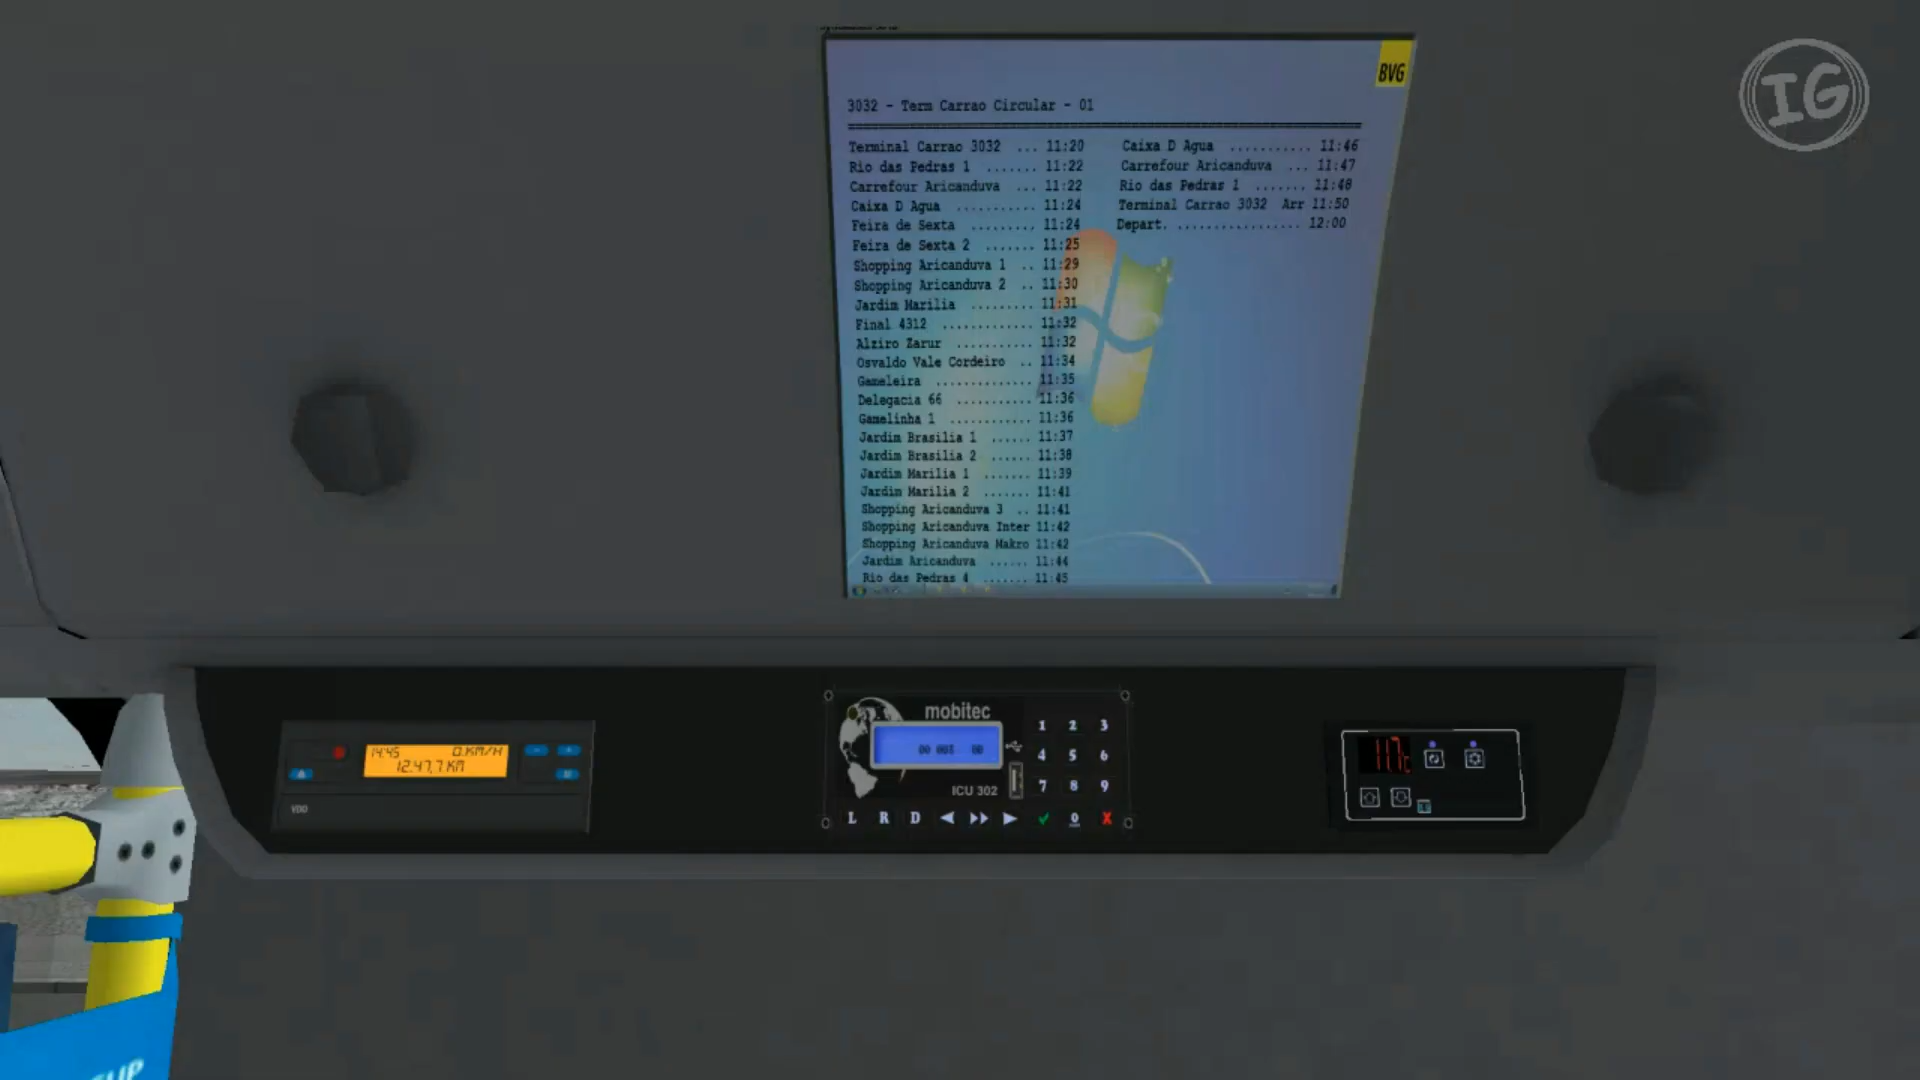 IG
BVG
3032 - Term Carrao Circular - 01
Terminal Carrao 3032 ... 11:20
Rio das Pedras 1 ....... 11:22
Carrefour Aricanduva ... 11:22
Caixa D Agua ........... 11:24
Feira de Sexta ......... 11:24
Feira de Sexta 2 ....... 11:25
Shopping Aricanduva 1 .. 11:29
Shopping Aricanduva 2 .. 11:30
Jardim Marilia ......... 11:31
Final 4312 ............. 11:32
Alziro Zarur ........... 11:32
Osvaldo Vale Cordeiro .. 11:34
Gameleira .............. 11:35
Delegacia 66 ........... 11:36
Gamelinha 1 ............ 11:36
Jardim Brasilia 1 ...... 11:37
Jardim Brasilia 2 ...... 11:38
Jardim Marilia 1 ....... 11:39
Jardim Marilia 2 ....... 11:41
Shopping Aricanduva 3 .. 11:41
Shopping Aricanduva Inter 11:42
Shopping Aricanduva Makro 11:42
Jardim Aricanduva ...... 11:44
Rio das Pedras 4 ....... 11:45
Caixa D Agua ........... 11:46
Carrefour Aricanduva ... 11:47
Rio das Pedras 1 ....... 11:48
Terminal Carrao 3032 Arr 11:50
Depart. ................ 12:00
14:45 0 KM/H
1247,7 KM
VDO
mobitec
00 008 00
ICU 302
1 2 3
4 5 6
7 8 9
L R D 0 X
11.7c